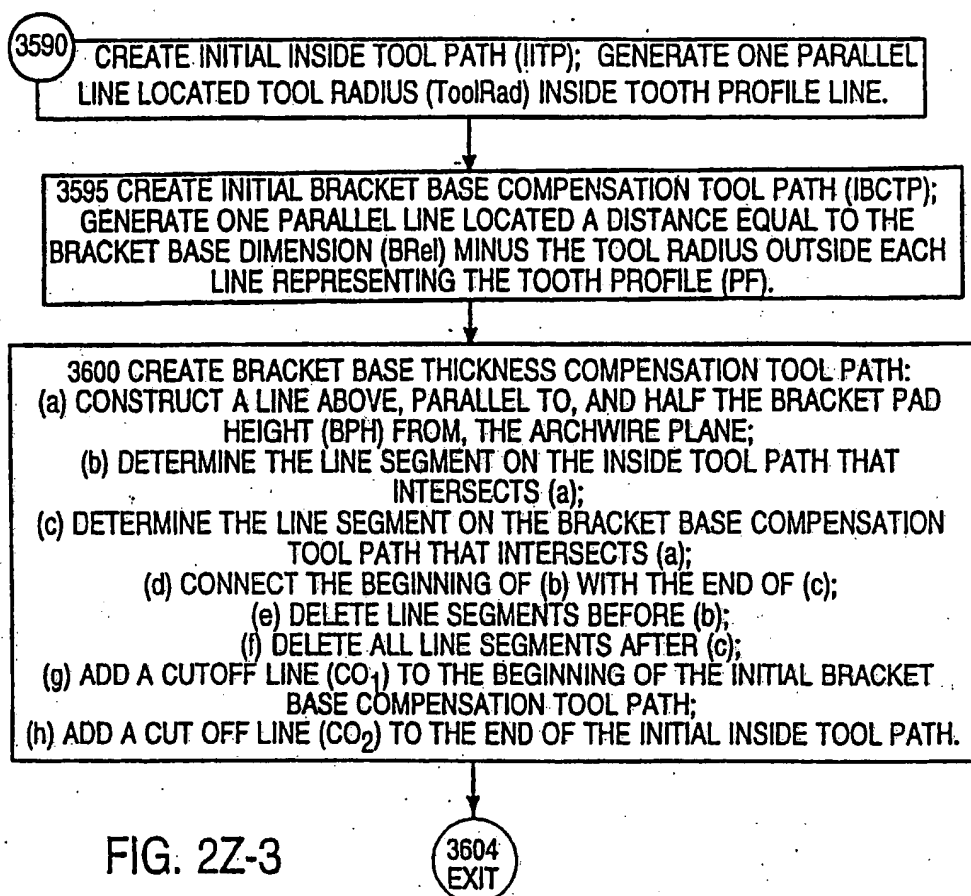 3590 CREATE INITIAL INSIDE TOOL PATH (IITP); GENERATE ONE PARALLEL
LINE LOCATED TOOL RADIUS (ToolRad) INSIDE TOOTH PROFILE LINE.
3595 CREATE INITIAL BRACKET BASE COMPENSATION TOOL PATH (IBCTP);
GENERATE ONE PARALLEL LINE LOCATED A DISTANCE EQUAL TO THE
BRACKET BASE DIMENSION (BRel) MINUS THE TOOL RADIUS OUTSIDE EACH
LINE REPRESENTING THE TOOTH PROFILE (PF).
3600 CREATE BRACKET BASE THICKNESS COMPENSATION TOOL PATH:
(a) CONSTRUCT A LINE ABOVE, PARALLEL TO, AND HALF THE BRACKET PAD
HEIGHT (BPH) FROM, THE ARCHWIRE PLANE;
(b) DETERMINE THE LINE SEGMENT ON THE INSIDE TOOL PATH THAT
INTERSECTS (a);
(c) DETERMINE THE LINE SEGMENT ON THE BRACKET BASE COMPENSATION
TOOL PATH THAT INTERSECTS (a);
(d) CONNECT THE BEGINNING OF (b) WITH THE END OF (c);
(e) DELETE LINE SEGMENTS BEFORE (b);
(f) DELETE ALL LINE SEGMENTS AFTER (c);
(g) ADD A CUTOFF LINE (CO1) TO THE BEGINNING OF THE INITIAL BRACKET
BASE COMPENSATION TOOL PATH;
(h) ADD A CUT OFF LINE (CO2) TO THE END OF THE INITIAL INSIDE TOOL PATH.
FIG. 2Z-3
3604
EXIT